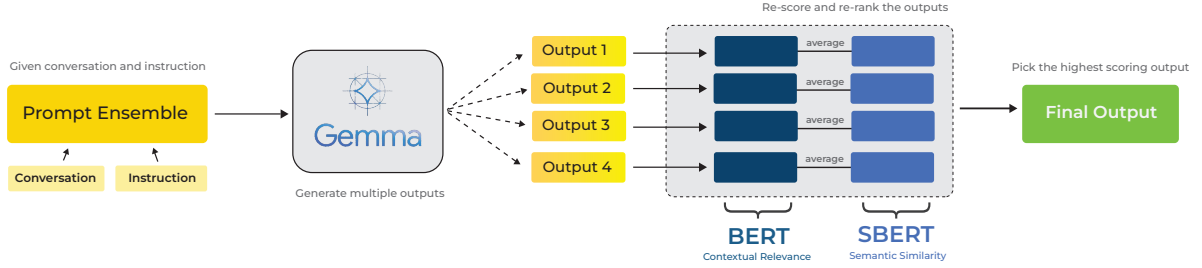 Re-score and re-rank the outputs
Given conversation and instruction
Prompt Ensemble
Conversation
Instruction
Gemma
Generate multiple outputs
Output 1
Output 2
Output 3
Output 4
average
average
average
average
BERT
Contextual Relevance
SBERT
Semantic Similarity
Pick the highest scoring output
Final Output